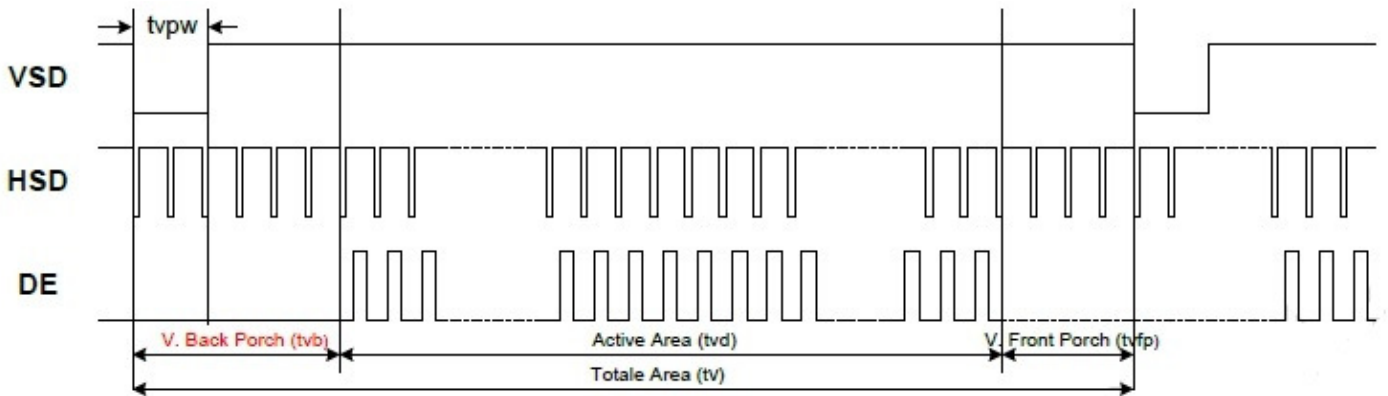 tvpw
VSD
HSD
DE
V. Back Porch (tvb) Active Area (tvd) V. Front Porch (tvfp)
Totale Area (tv)